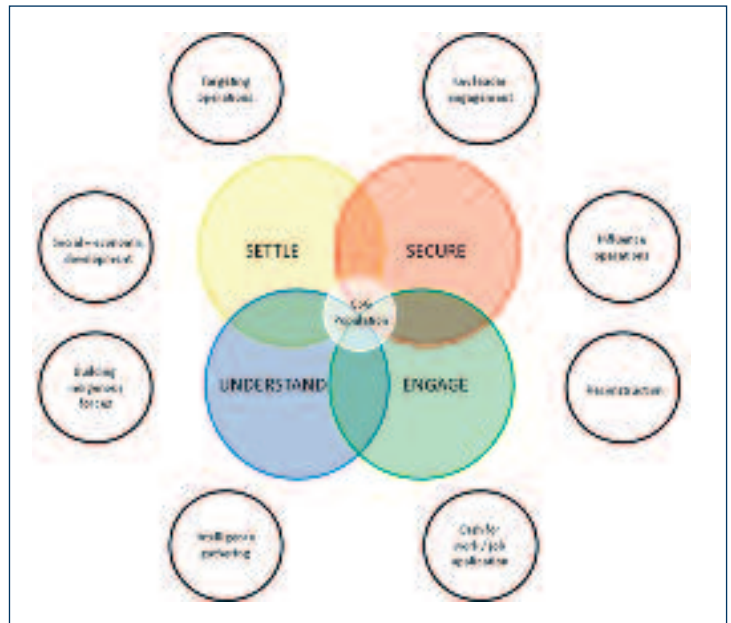 Targeting
operations
Key leader
engagement
SETTLE
SECURE
Social – economic
development
Influence
operations
CoG
Population
Building
indigenous
forces
UNDERSTAND
ENGAGE
Reconstruction
Intelligence
gathering
Cash for
work / job
application